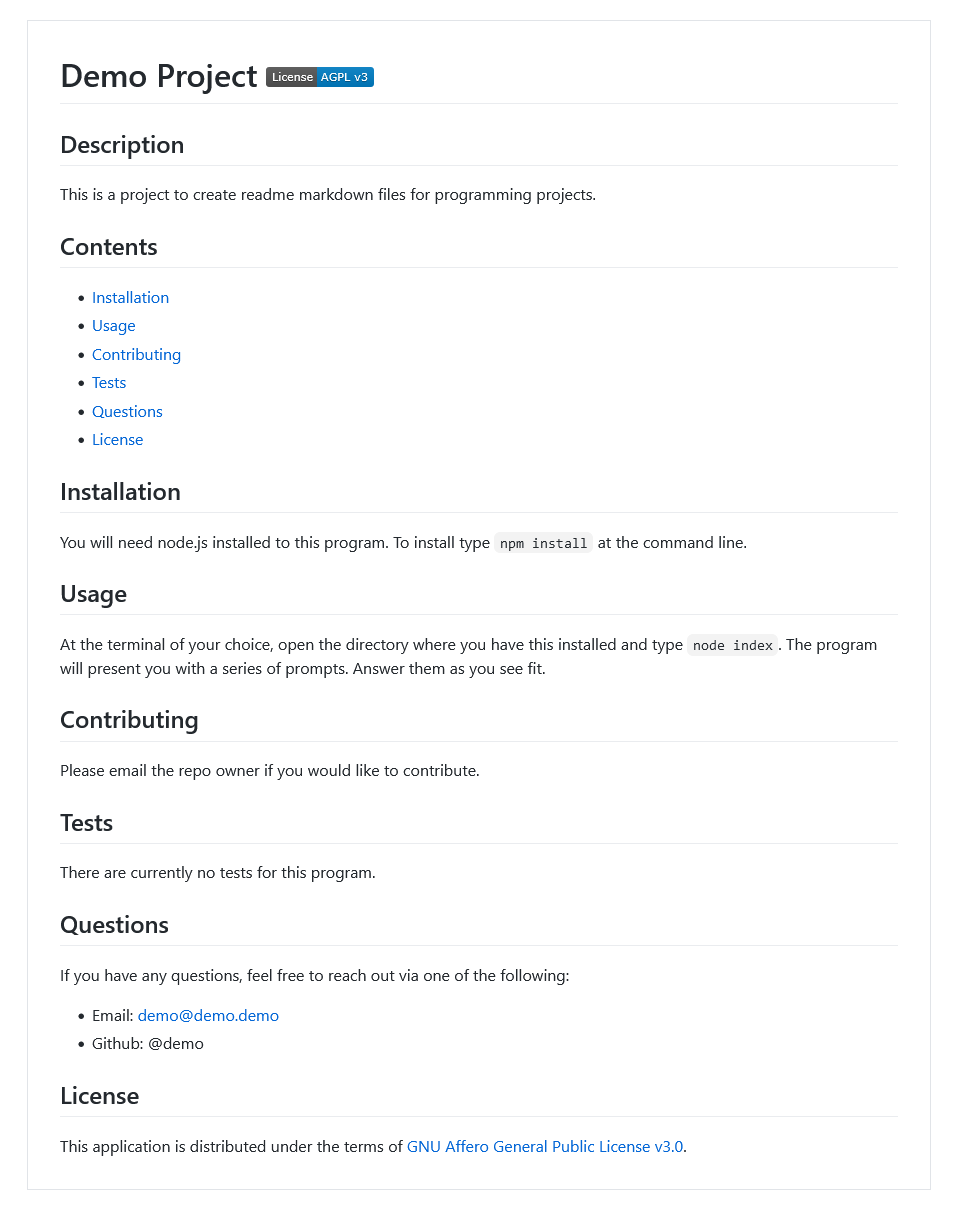 Demo Project License AGPL v3
Description
This is a project to create readme markdown files for programming projects.
Contents
• Installation
• Usage
• Contributing
• Tests
• Questions
• License
Installation
You will need node.js installed to this program. To install type npm install at the command line.
Usage
At the terminal of your choice, open the directory where you have this installed and type node index. The program
will present you with a series of prompts. Answer them as you see fit.
Contributing
Please email the repo owner if you would like to contribute.
Tests
There are currently no tests for this program.
Questions
If you have any questions, feel free to reach out via one of the following:
• Email: demo@demo.demo
• Github: @demo
License
This application is distributed under the terms of GNU Affero General Public License v3.0.